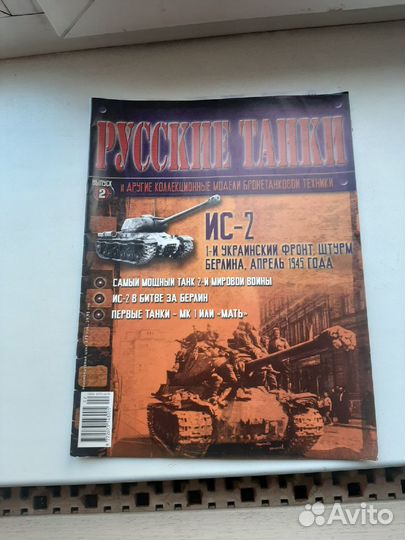 РУССКИЕ ТАНКИ
И ДРУГИЕ КОЛЛЕКЦИОННЫЕ МОДЕЛИ БРОНЕТАНКОВОЙ ТЕХНИКИ
ВЫПУСК
2
ИС-2
1-Й УКРАИНСКИЙ ФРОНТ, ШТУРМ
БЕРЛИНА, АПРЕЛЬ 1945 ГОДА
САМЫЙ МОЩНЫЙ ТАНК 2-Й МИРОВОЙ ВОЙНЫ
ИС-2 В БИТВЕ ЗА БЕРЛИН
ПЕРВЫЕ ТАНКИ - МК 1 ИЛИ «МАТЬ»
Avito